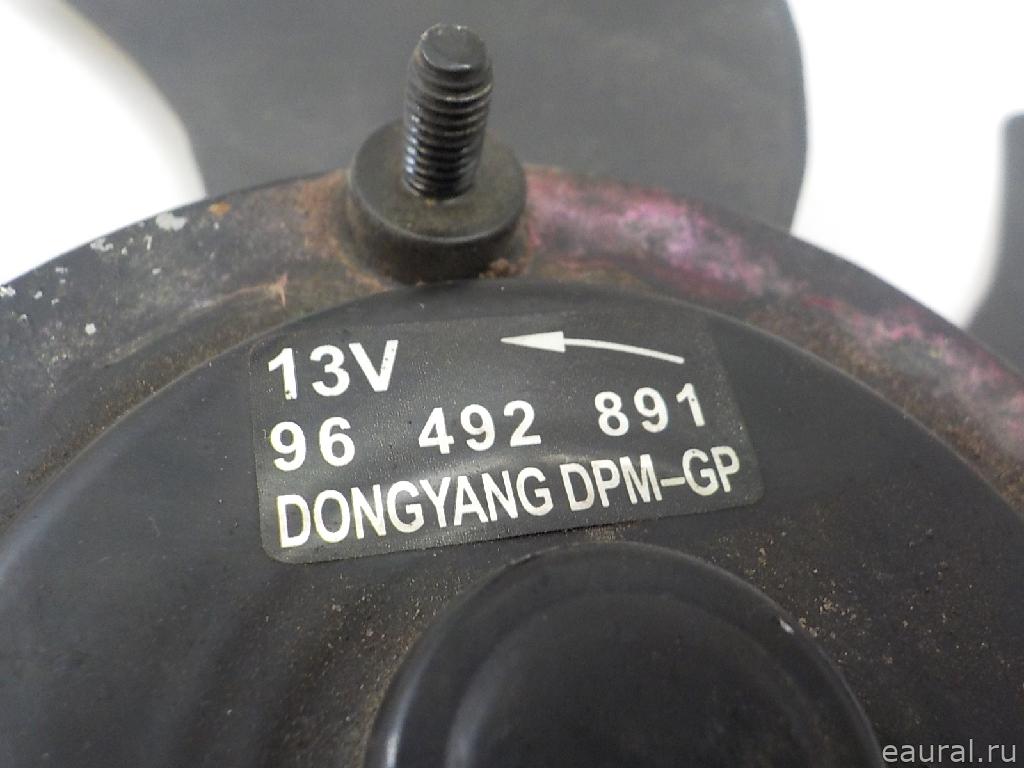 13V
96 492 891
DONGYANG DPM-GP
eaural.ru